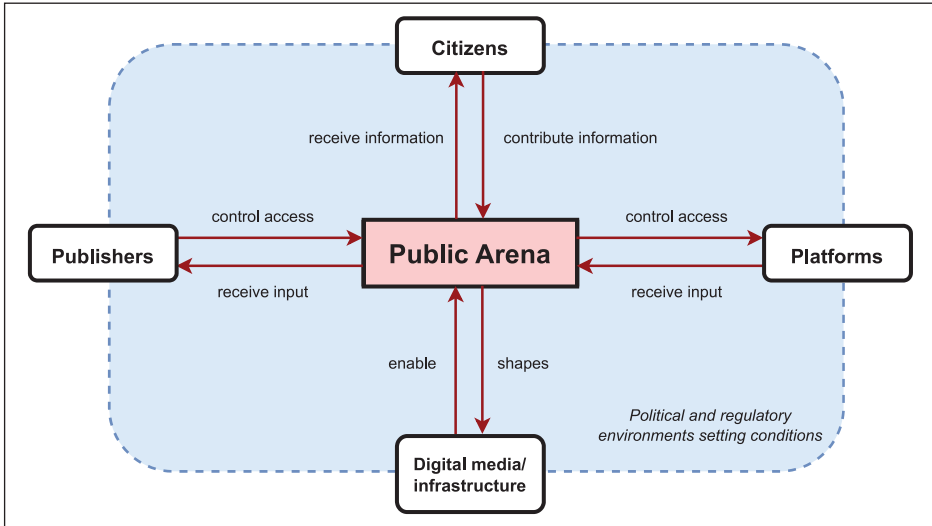 Citizens
receive information
contribute information
control access
control access
Publishers
Public Arena
Platforms
receive input
receive input
enable
shapes
Political and regulatory
environments setting conditions
Digital media/
infrastructure